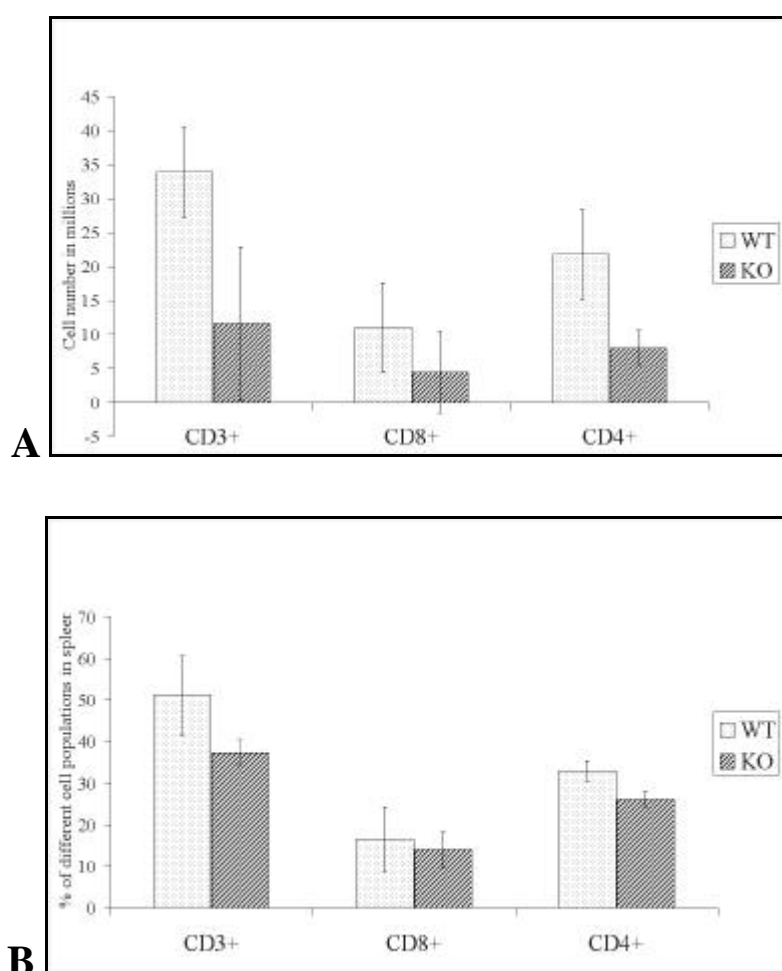 45
40
35
30
25
20
15
10
5
0
-5
Cell number in millions
CD3+
CD8+
CD4+
WT
KO
A
70
60
50
40
30
20
10
0
% of different cell populations in spleer
CD3+
CD8+
CD4+
WT
KO
B